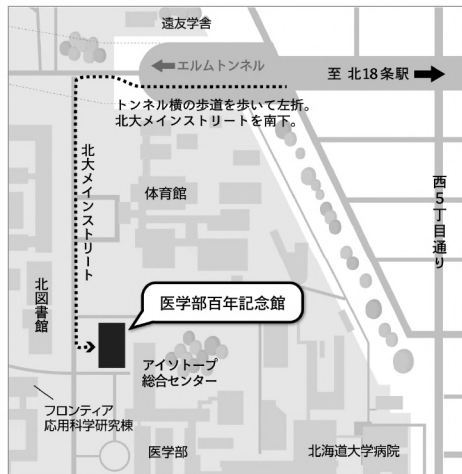 遠友学舎
エルムトンネル
至 北18条駅
トンネル横の歩道を歩いて左折。
北大メインストリートを南下。
北大メインストリート
体育館
西5丁目通り
北図書館
医学部百年記念館
アイソトープ
総合センター
フロンティア
応用科学研究棟
医学部
北海道大学病院